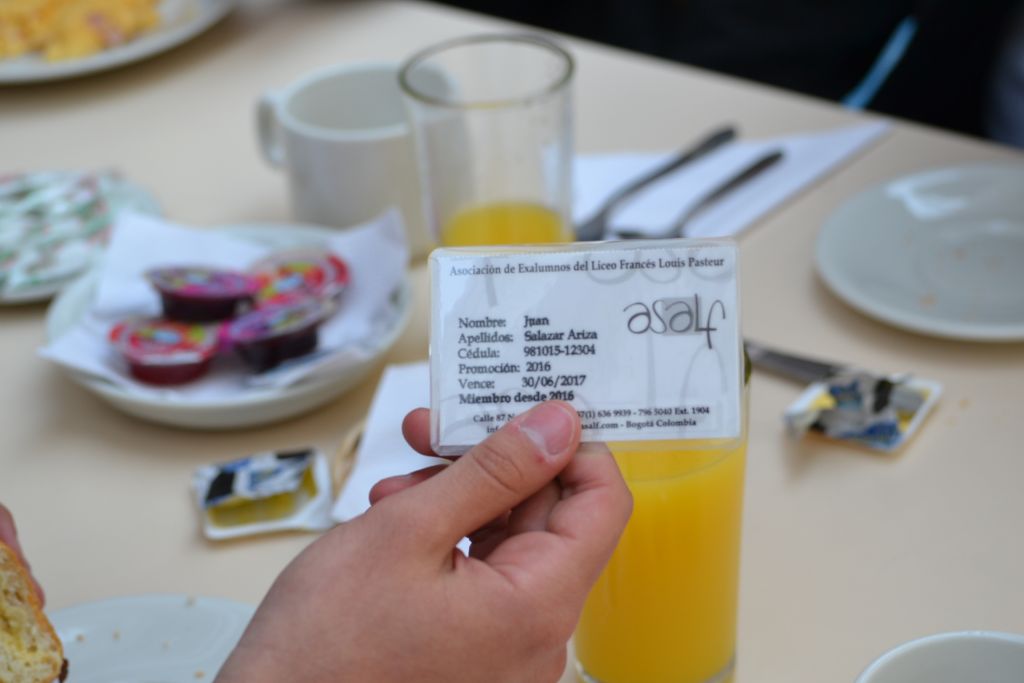 Asociación de Exalumnos del Liceo Francés Louis Pasteur
asalf
Nombre: Juan
Apellidos: Salazar Ariza
Cédula: 981015-12304
Promoción: 2016
Vence: 30/06/2017
Miembro desde 2016
Calle 87 7(1) 636 9939 - 796 5040 Ext. 1904
asalf.com - Bogotá Colombia